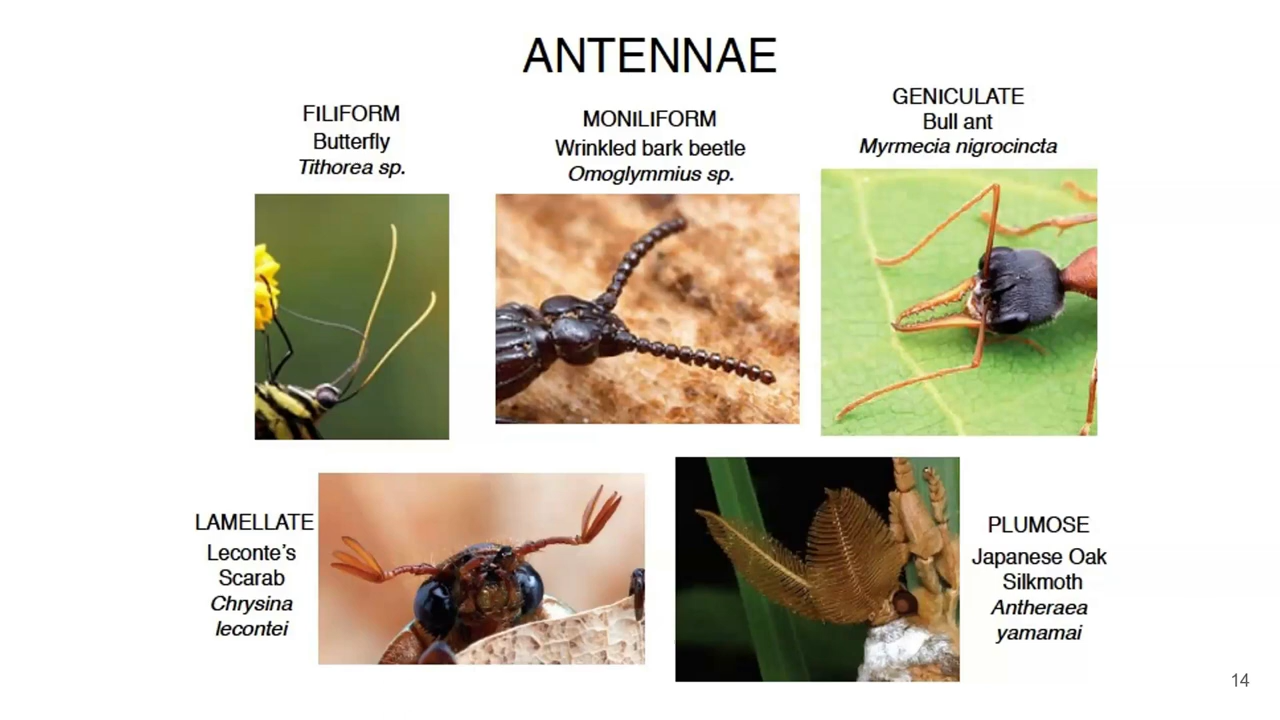 ANTENNAE
FILIFORM
Butterfly
Tithorea sp.
MONILIFORM
Wrinkled bark beetle
Omoglymmius sp.
GENICULATE
Bull ant
Myrmecia nigrocincta
LAMELLATE
Leconte's
Scarab
Chrysina
lecontei
PLUMOSE
Japanese Oak
Silkmoth
Antheraea
yamamai
14